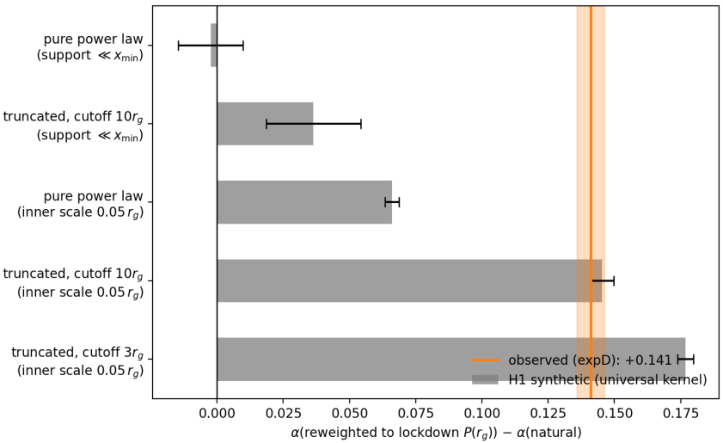 pure power law
(support ≪ x_min)
truncated, cutoff 10r_g
(support ≪ x_min)
pure power law
(inner scale 0.05 r_g)
truncated, cutoff 10r_g
(inner scale 0.05 r_g)
truncated, cutoff 3r_g
(inner scale 0.05 r_g)
observed (expD): +0.141
H1 synthetic (universal kernel)
0.000 0.025 0.050 0.075 0.100 0.125 0.150 0.175
α(reweighted to lockdown P(r_g)) − α(natural)